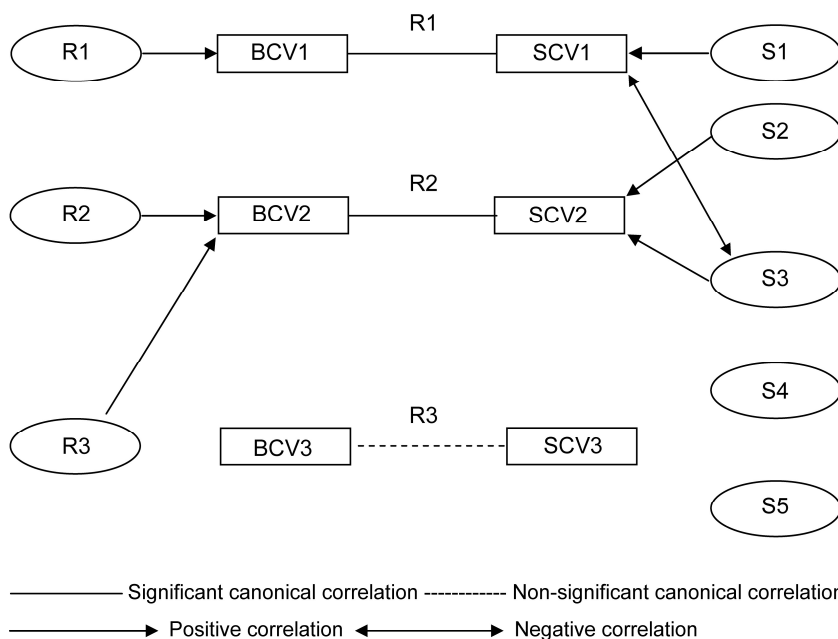 R1
R1 BCV1 SCV1 S1
S2
R2
R2 BCV2 SCV2
S3
S4
R3
R3 BCV3 SCV3
S5
Significant canonical correlation Non-significant canonical correlation
Positive correlation Negative correlation